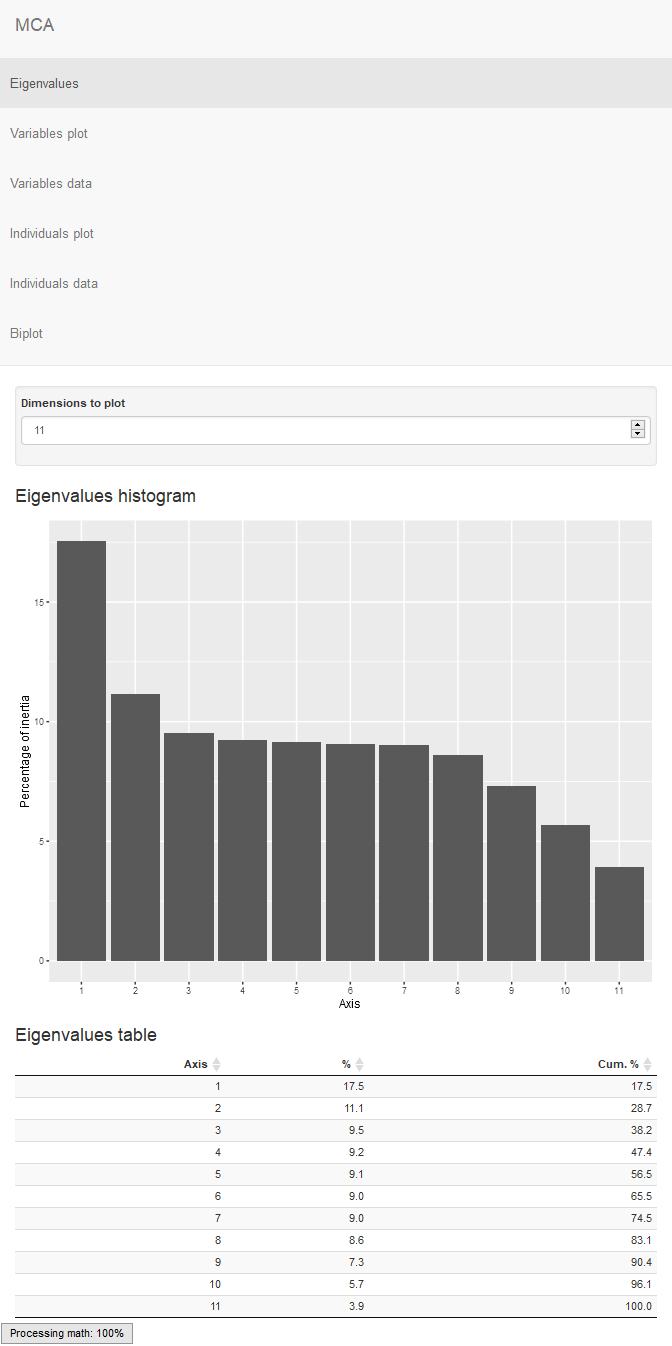 MCA
Eigenvalues
Variables plot
Variables data
Individuals plot
Individuals data
Biplot
Dimensions to plot
11
Eigenvalues histogram
15
10
5
0
Percentage of inertia
1 2 3 4 5 6 7 8 9 10 11
Axis
Eigenvalues table
Axis % Cum. %
1 17.5 17.5
2 11.1 28.7
3 9.5 38.2
4 9.2 47.4
5 9.1 56.5
6 9.0 65.5
7 9.0 74.5
8 8.6 83.1
9 7.3 90.4
10 5.7 96.1
11 3.9 100.0
Processing math: 100%